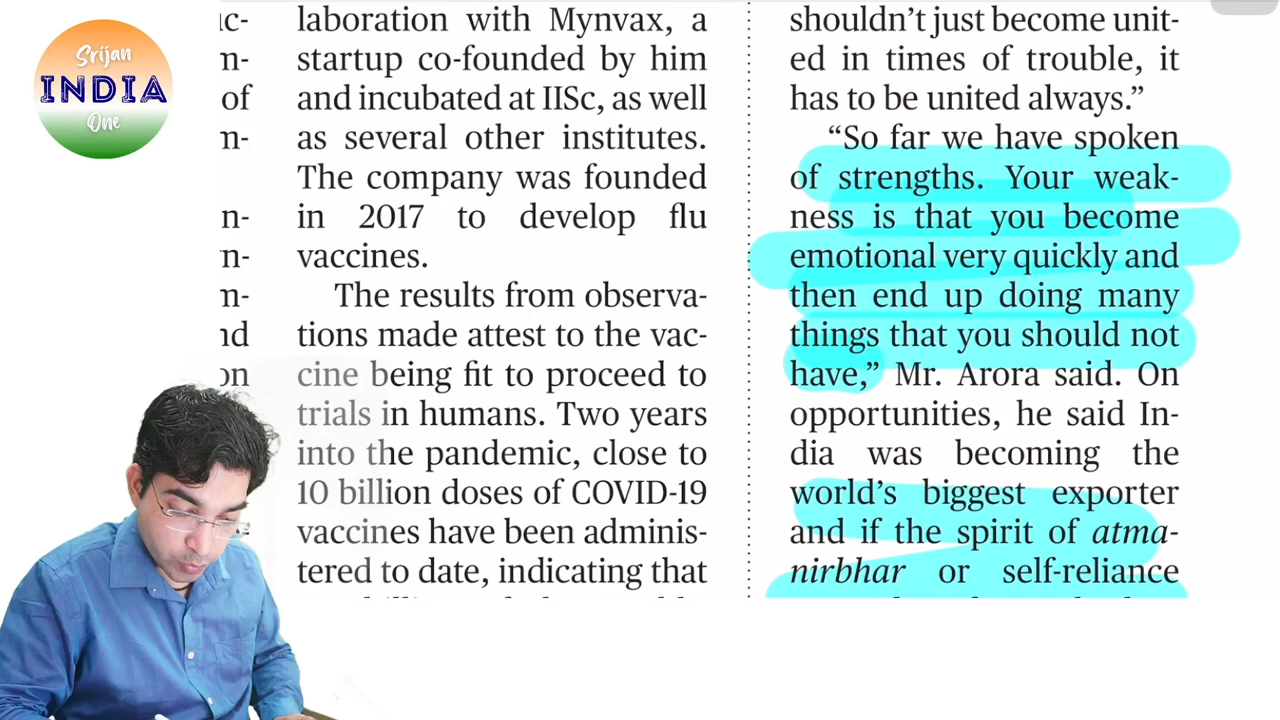 Srijan
INDIA
One
uc-
m-
of
m-
n-
n-
m-
nd
on
laboration with Mynvax, a
startup co-founded by him
and incubated at IISc, as well
as several other institutes.
The company was founded
in 2017 to develop flu
vaccines.
The results from observa-
tions made attest to the vac-
cine being fit to proceed to
trials in humans. Two years
into the pandemic, close to
10 billion doses of COVID-19
vaccines have been adminis-
tered to date, indicating that
shouldn't just become unit-
ed in times of trouble, it
has to be united always.”
“So far we have spoken
of strengths. Your weak-
ness is that you become
emotional very quickly and
then end up doing many
things that you should not
have,” Mr. Arora said. On
opportunities, he said In-
dia was becoming the
world's biggest exporter
and if the spirit of atma-
nirbhar or self-reliance